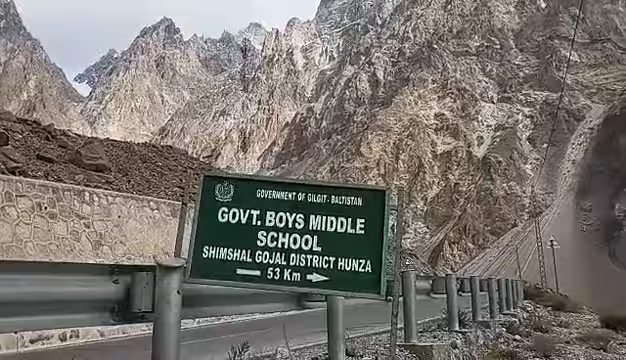 GOVERNMENT OF GILGIT-BALTISTAN
GOVT. BOYS MIDDLE
SCHOOL
SHIMSHAL GOJAL DISTRICT HUNZA
53 Km